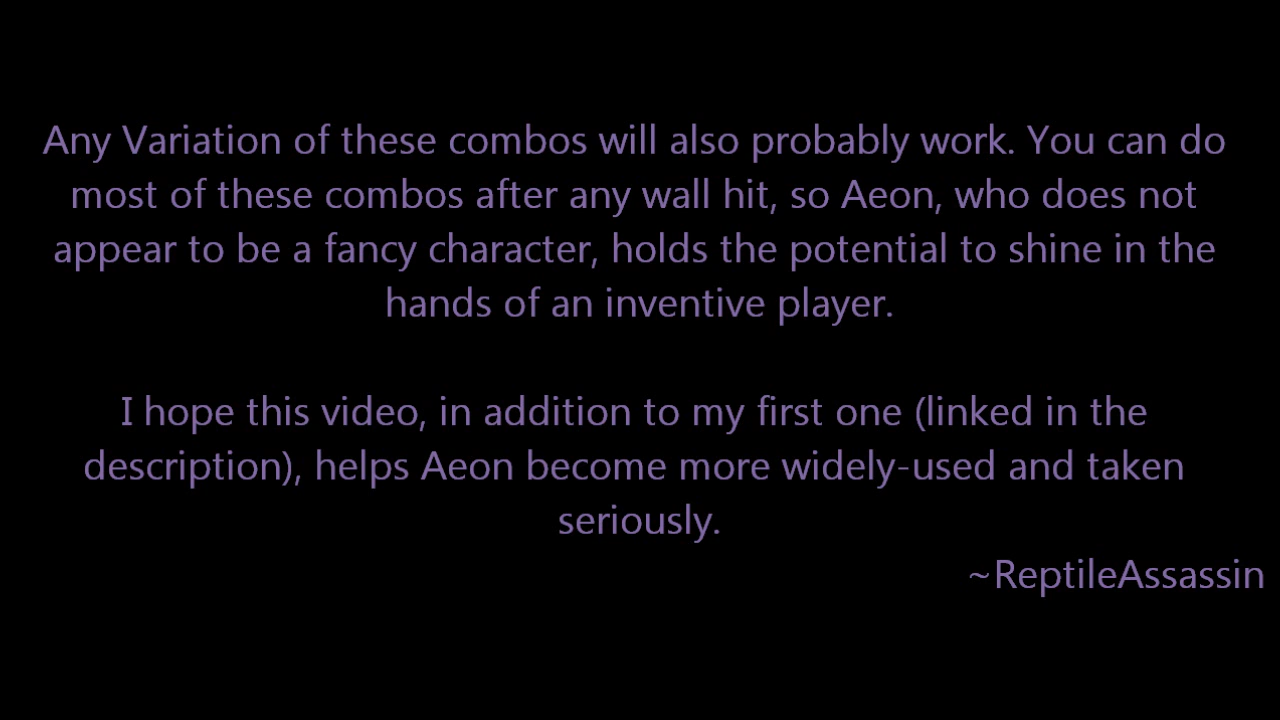 Any Variation of these combos will also probably work. You can do
most of these combos after any wall hit, so Aeon, who does not
appear to be a fancy character, holds the potential to shine in the
hands of an inventive player.
I hope this video, in addition to my first one (linked in the
description), helps Aeon become more widely-used and taken
seriously.
~ReptileAssassin